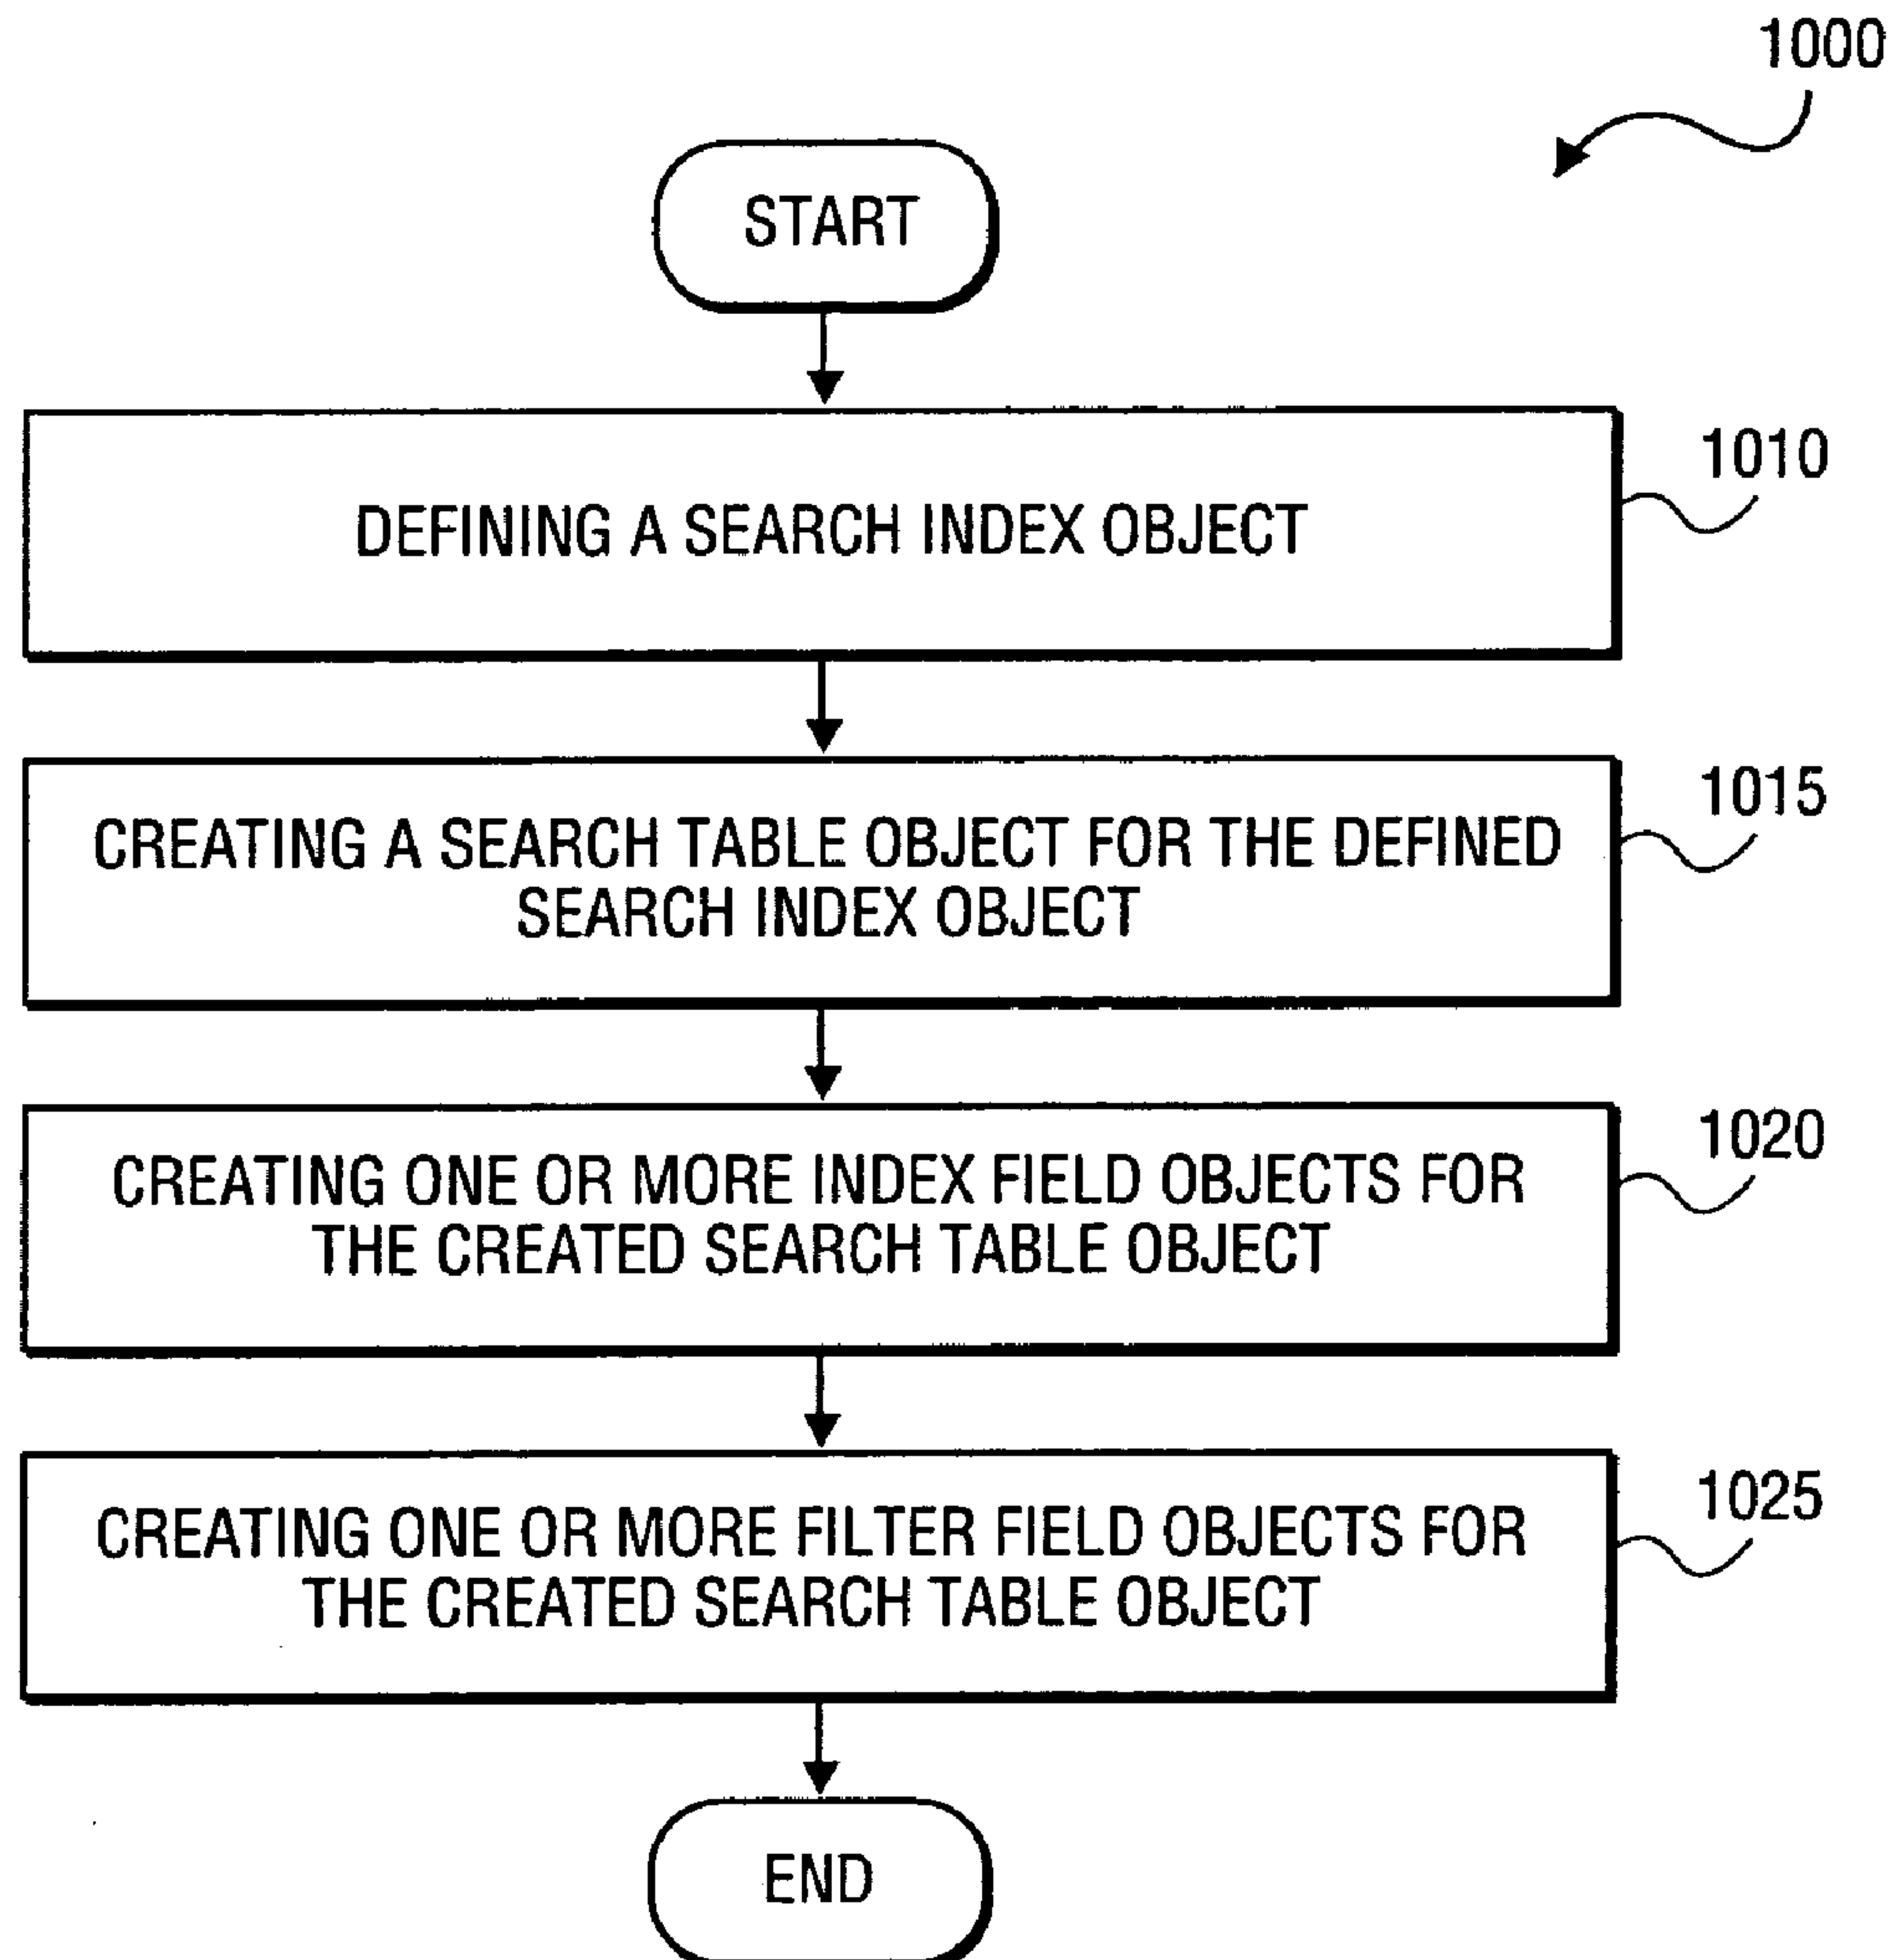 1000
START
DEFINING A SEARCH INDEX OBJECT
1010
CREATING A SEARCH TABLE OBJECT FOR THE DEFINED
SEARCH INDEX OBJECT
1015
CREATING ONE OR MORE INDEX FIELD OBJECTS FOR
THE CREATED SEARCH TABLE OBJECT
1020
CREATING ONE OR MORE FILTER FIELD OBJECTS FOR
THE CREATED SEARCH TABLE OBJECT
1025
END